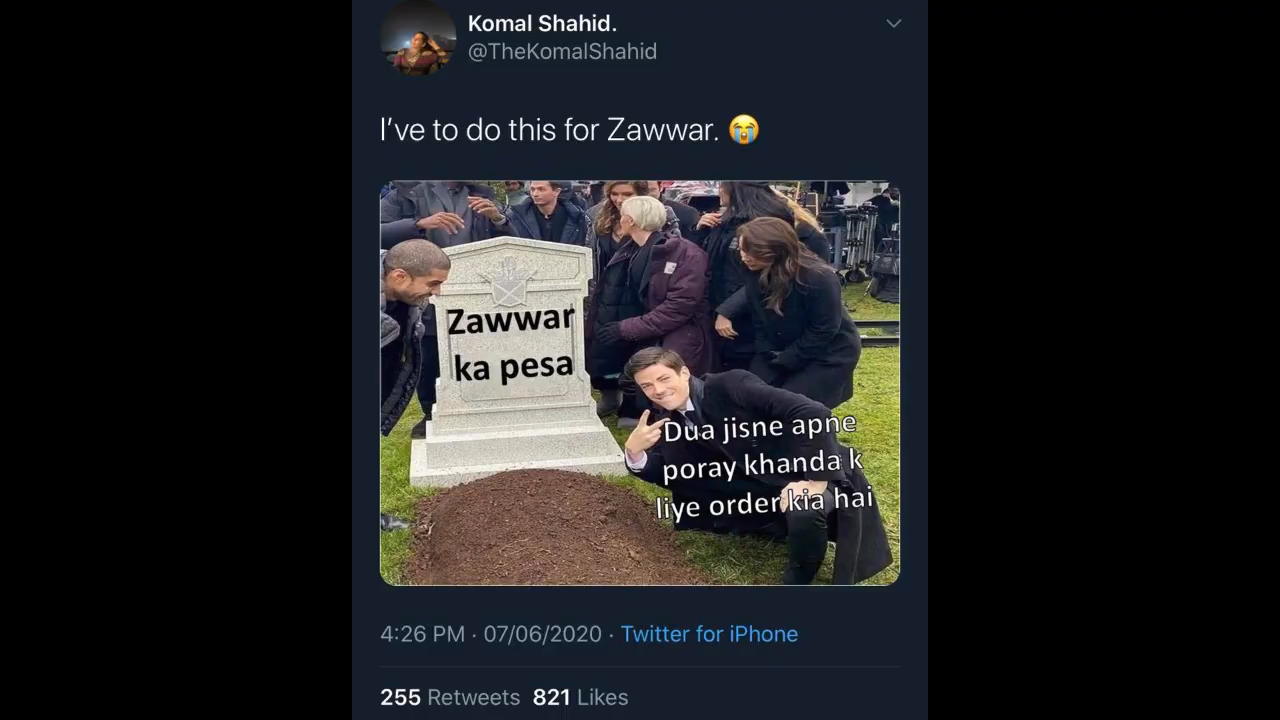 Komal Shahid.
@TheKomalShahid
I've to do this for Zawwar. 😭
Zawwar
ka pesa
Dua jisne apne
poray khanda k
liye order kia hai
4:26 PM · 07/06/2020 · Twitter for iPhone
255 Retweets 821 Likes